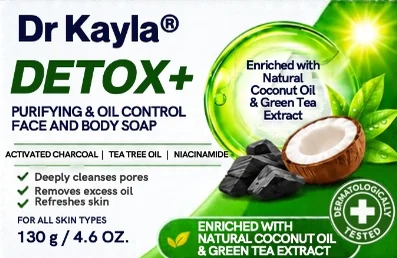 Dr Kayla®
DETOX+
PURIFYING & OIL CONTROL
FACE AND BODY SOAP
ACTIVATED CHARCOAL | TEA TREE OIL | NIACINAMIDE
Deeply cleanses pores
Removes excess oil
Refreshes skin
FOR ALL SKIN TYPES
130 g / 4.6 OZ.
Enriched with
Natural
Coconut Oil
& Green Tea
Extract
DERMATOLOGICALLY
TESTED
ENRICHED WITH
NATURAL COCONUT OIL
& GREEN TEA EXTRACT